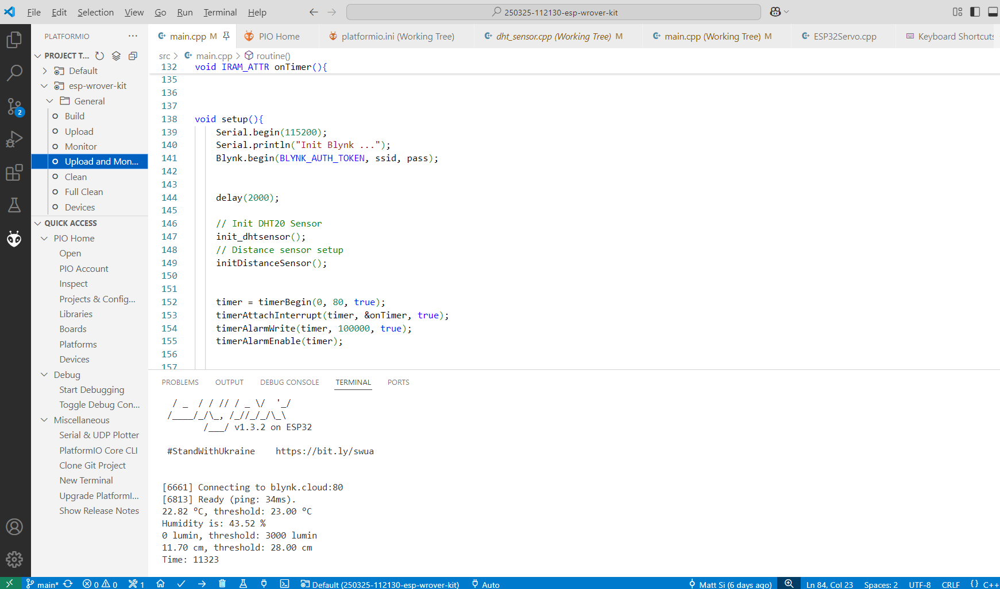 File Edit Selection View Go Run Terminal Help
250325-112130-esp-wrover-kit
PLATFORMIO ...
main.cpp M
PIO Home
platformio.ini (Working Tree)
dht_sensor.cpp (Working Tree) M
main.cpp (Working Tree) M
ESP32Servo.cpp
Keyboard Shortcuts
PROJECT T...
Default
esp-wrover-kit
General
Build
Upload
Monitor
Upload and Mon...
Clean
Full Clean
Devices
QUICK ACCESS
PIO Home
Open
PIO Account
Inspect
Projects & Config...
Libraries
Boards
Platforms
Devices
Debug
Start Debugging
Toggle Debug Con...
Miscellaneous
Serial & UDP Plotter
PlatformIO Core CLI
Clone Git Project
New Terminal
Upgrade PlatformI...
Show Release Notes
2
src > main.cpp > routine()
132 void IRAM_ATTR onTimer(){
135
136
137
138 void setup(){
139 Serial.begin(115200);
140 Serial.println("Init Blynk ...");
141 Blynk.begin(BLYNK_AUTH_TOKEN, ssid, pass);
142
143
144 delay(2000);
145
146 // Init DHT20 Sensor
147 init_dhtsensor();
148 // Distance sensor setup
149 initDistanceSensor();
150
151
152 timer = timerBegin(0, 80, true);
153 timerAttachInterrupt(timer, &onTimer, true);
154 timerAlarmWrite(timer, 100000, true);
155 timerAlarmEnable(timer);
156
157
PROBLEMS OUTPUT DEBUG CONSOLE TERMINAL PORTS
  / _  / / // / _ \/  '_/
 /____/_/\_, /_//_/_/\_\
        /___/ v1.3.2 on ESP32
#StandWithUkraine    https://bit.ly/swua
[6661] Connecting to blynk.cloud:80
[6813] Ready (ping: 34ms).
22.82 ºC, threshold: 23.00 ºC
Humidity is: 43.52 %
0 lumin, threshold: 3000 lumin
11.70 cm, threshold: 28.00 cm
Time: 11323
main* 0 0 1 Default (250325-112130-esp-wrover-kit) Auto Matt Si (6 days ago) Ln 84, Col 23 Spaces: 2 UTF-8 CRLF {} C++